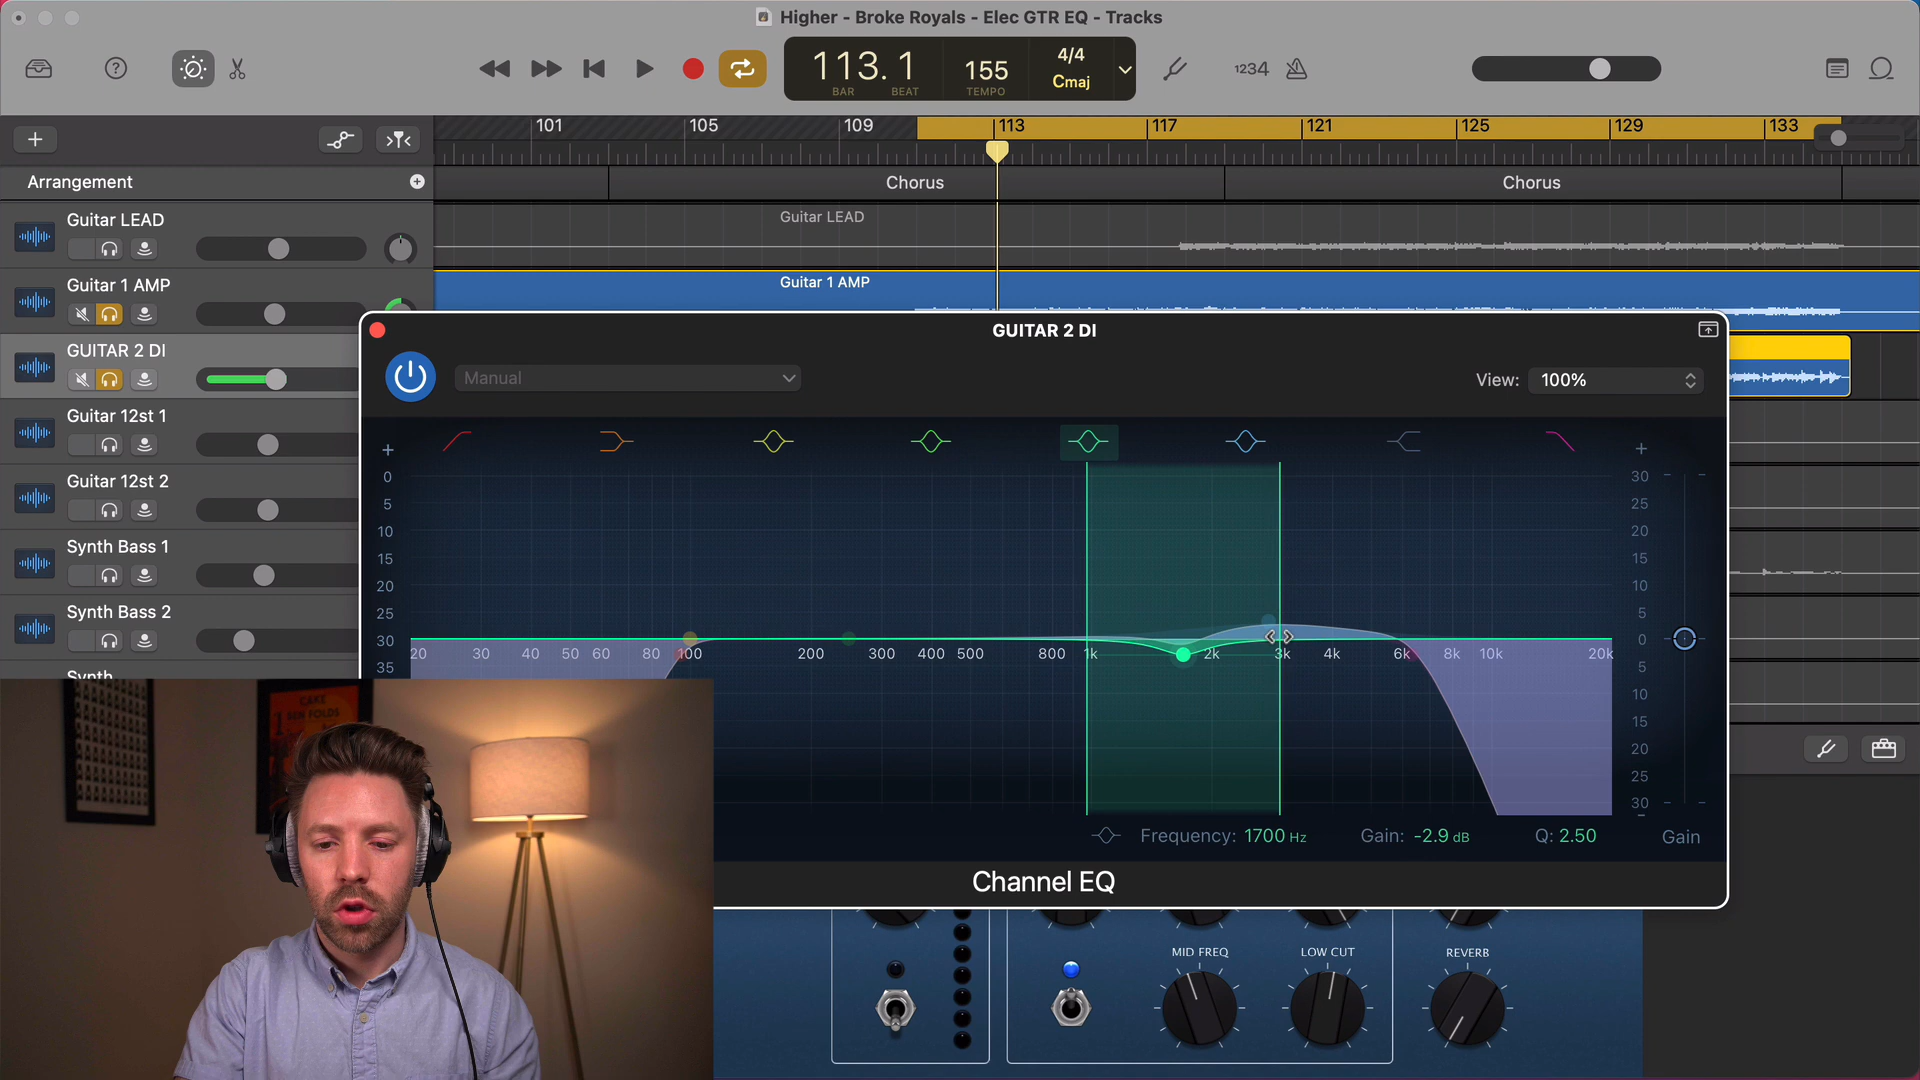 Higher - Broke Royals - Elec GTR EQ - Tracks
113. 1
BAR
BEAT
155
TEMPO
4/4
Cmaj
1234
101
105
109
113
117
121
125
129
133
Arrangement
Chorus
Chorus
Guitar LEAD
Guitar LEAD
Guitar 1 AMP
Guitar 1 AMP
GUITAR 2 DI
Guitar 12st 1
Guitar 12st 2
Synth Bass 1
Synth Bass 2
Synth
GUITAR 2 DI
Manual
View:
100%
+
0
5
10
15
20
25
30
35
+
30
25
20
15
10
5
0
5
10
15
20
25
30
20 30 40 50 60 80 100 200 300 400 500 800 1k 2k 3k 4k 6k 8k 10k 20k
Frequency: 1700 Hz
Gain: -2.9 dB
Q: 2.50
Gain
Channel EQ
MID FREQ
LOW CUT
REVERB
CAKE